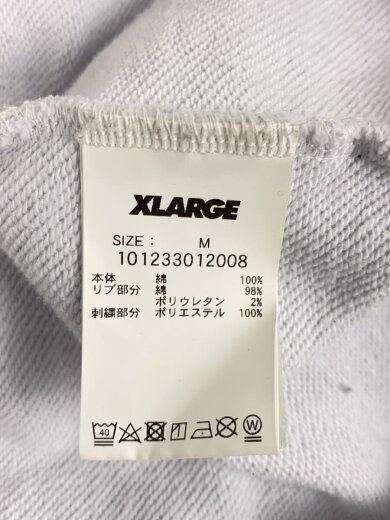 XLARGE
SIZE : M
101233012008
本体 綿 100%
リブ部分 綿 98%
ポリウレタン 2%
刺繍部分 ポリエステル 100%
40 W